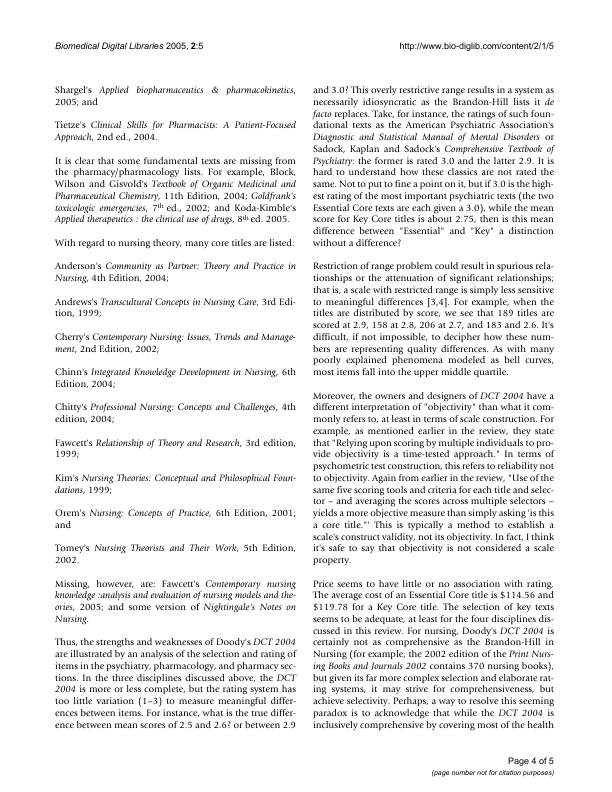 Biomedical Digital Libraries 2005, 2:5
http://www.bio-diglib.com/content/2/1/5
Shargel's Applied biopharmaceutics & pharmacokinetics,
2005; and
Tietze's Clinical Skills for Pharmacists: A Patient-Focused
Approach, 2nd ed., 2004.
It is clear that some fundamental texts are missing from
the pharmacy/pharmacology lists. For example, Block,
Wilson and Gisvold's Textbook of Organic Medicinal and
Pharmaceutical Chemistry, 11th Edition, 2004; Goldfrank's
toxicologic emergencies, 7th ed., 2002; and Koda-Kimble's
Applied therapeutics : the clinical use of drugs, 8th ed. 2005.
With regard to nursing theory, many core titles are listed:
Anderson's Community as Partner: Theory and Practice in
Nursing, 4th Edition, 2004;
Andrews's Transcultural Concepts in Nursing Care, 3rd Edi-
tion, 1999;
Cherry's Contemporary Nursing: Issues, Trends and Manage-
ment, 2nd Edition, 2002;
Chinn's Integrated Knowledge Development in Nursing, 6th
Edition, 2004;
Chitty's Professional Nursing: Concepts and Challenges, 4th
edition, 2004;
Fawcett's Relationship of Theory and Research, 3rd edition,
1999;
Kim's Nursing Theories: Conceptual and Philosophical Foun-
dations, 1999;
Orem's Nursing: Concepts of Practice, 6th Edition, 2001;
and
Tomey's Nursing Theorists and Their Work, 5th Edition,
2002.
Missing, however, are: Fawcett's Contemporary nursing
knowledge :analysis and evaluation of nursing models and the-
ories, 2005; and some version of Nightingale's Notes on
Nursing.
Thus, the strengths and weaknesses of Doody's DCT 2004
are illustrated by an analysis of the selection and rating of
items in the psychiatry, pharmacology, and pharmacy sec-
tions. In the three disciplines discussed above, the DCT
2004 is more or less complete, but the rating system has
too little variation (1–3) to measure meaningful differ-
ences between items. For instance, what is the true differ-
ence between mean scores of 2.5 and 2.6? or between 2.9
and 3.0? This overly restrictive range results in a system as
necessarily idiosyncratic as the Brandon-Hill lists it de
facto replaces. Take, for instance, the ratings of such foun-
dational texts as the American Psychiatric Association's
Diagnostic and Statistical Manual of Mental Disorders or
Sadock, Kaplan and Sadock's Comprehensive Textbook of
Psychiatry: the former is rated 3.0 and the latter 2.9. It is
hard to understand how these classics are not rated the
same. Not to put to fine a point on it, but if 3.0 is the high-
est rating of the most important psychiatric texts (the two
Essential Core texts are each given a 3.0), while the mean
score for Key Core titles is about 2.75, then is this mean
difference between "Essential" and "Key" a distinction
without a difference?
Restriction of range problem could result in spurious rela-
tionships or the attenuation of significant relationships;
that is, a scale with restricted range is simply less sensitive
to meaningful differences [3,4]. For example, when the
titles are distributed by score, we see that 189 titles are
scored at 2.9, 158 at 2.8, 206 at 2.7, and 183 and 2.6. It's
difficult, if not impossible, to decipher how these num-
bers are representing quality differences. As with many
poorly explained phenomena modeled as bell curves,
most items fall into the upper middle quartile.
Moreover, the owners and designers of DCT 2004 have a
different interpretation of "objectivity" than what it com-
monly refers to, at least in terms of scale construction. For
example, as mentioned earlier in the review, they state
that "Relying upon scoring by multiple individuals to pro-
vide objectivity is a time-tested approach." In terms of
psychometric test construction, this refers to reliability not
to objectivity. Again from earlier in the review, "Use of the
same five scoring tools and criteria for each title and selec-
tor – and averaging the scores across multiple selectors –
yields a more objective measure than simply asking 'is this
a core title."' This is typically a method to establish a
scale's construct validity, not its objectivity. In fact, I think
it's safe to say that objectivity is not considered a scale
property.
Price seems to have little or no association with rating.
The average cost of an Essential Core title is $114.56 and
$119.78 for a Key Core title. The selection of key texts
seems to be adequate, at least for the four disciplines dis-
cussed in this review. For nursing, Doody's DCT 2004 is
certainly not as comprehensive as the Brandon-Hill in
Nursing (for example, the 2002 edition of the Print Nurs-
ing Books and Journals 2002 contains 370 nursing books),
but given its far more complex selection and elaborate rat-
ing systems, it may strive for comprehensiveness, but
achieve selectivity. Perhaps, a way to resolve this seeming
paradox is to acknowledge that while the DCT 2004 is
inclusively comprehensive by covering most of the health
Page 4 of 5
(page number not for citation purposes)